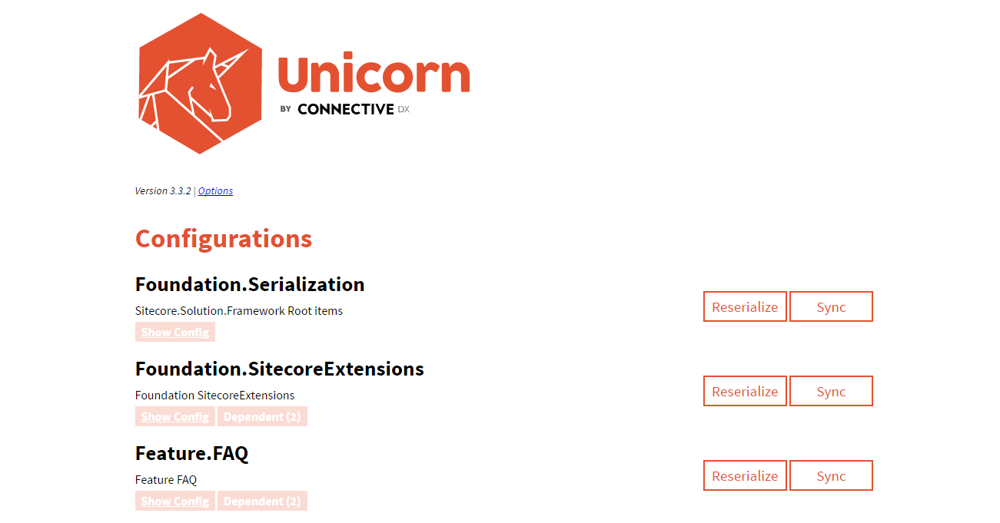 Unicorn
BY CONNECTIVE DX
Version 3.3.2 | Options
Configurations
Foundation.Serialization
Sitecore.Solution.Framework Root items
Show Config
Reserialize Sync
Foundation.SitecoreExtensions
Foundation SitecoreExtensions
Show Config Dependent (2)
Reserialize Sync
Feature.FAQ
Feature FAQ
Show Config Dependent (2)
Reserialize Sync